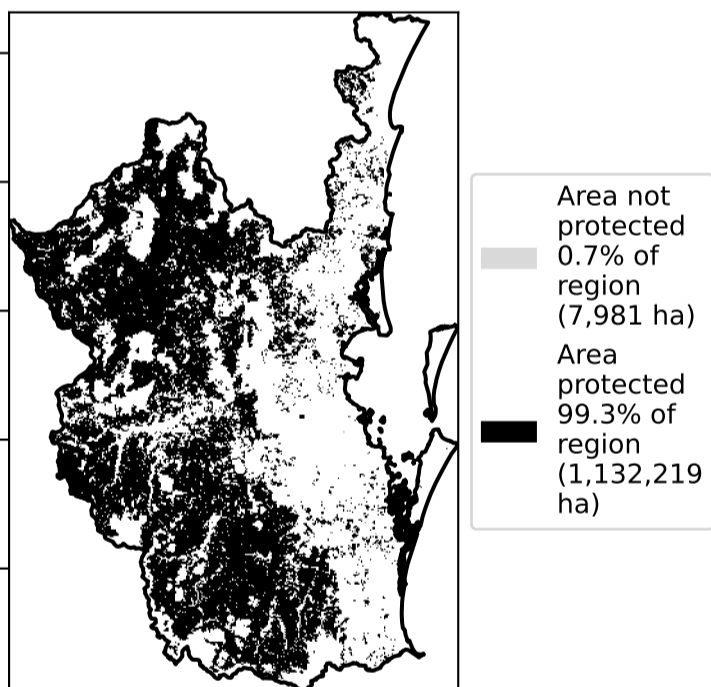 Area not
protected
0.7% of
region
(7,981 ha)
Area
protected
99.3% of
region
(1,132,219
ha)